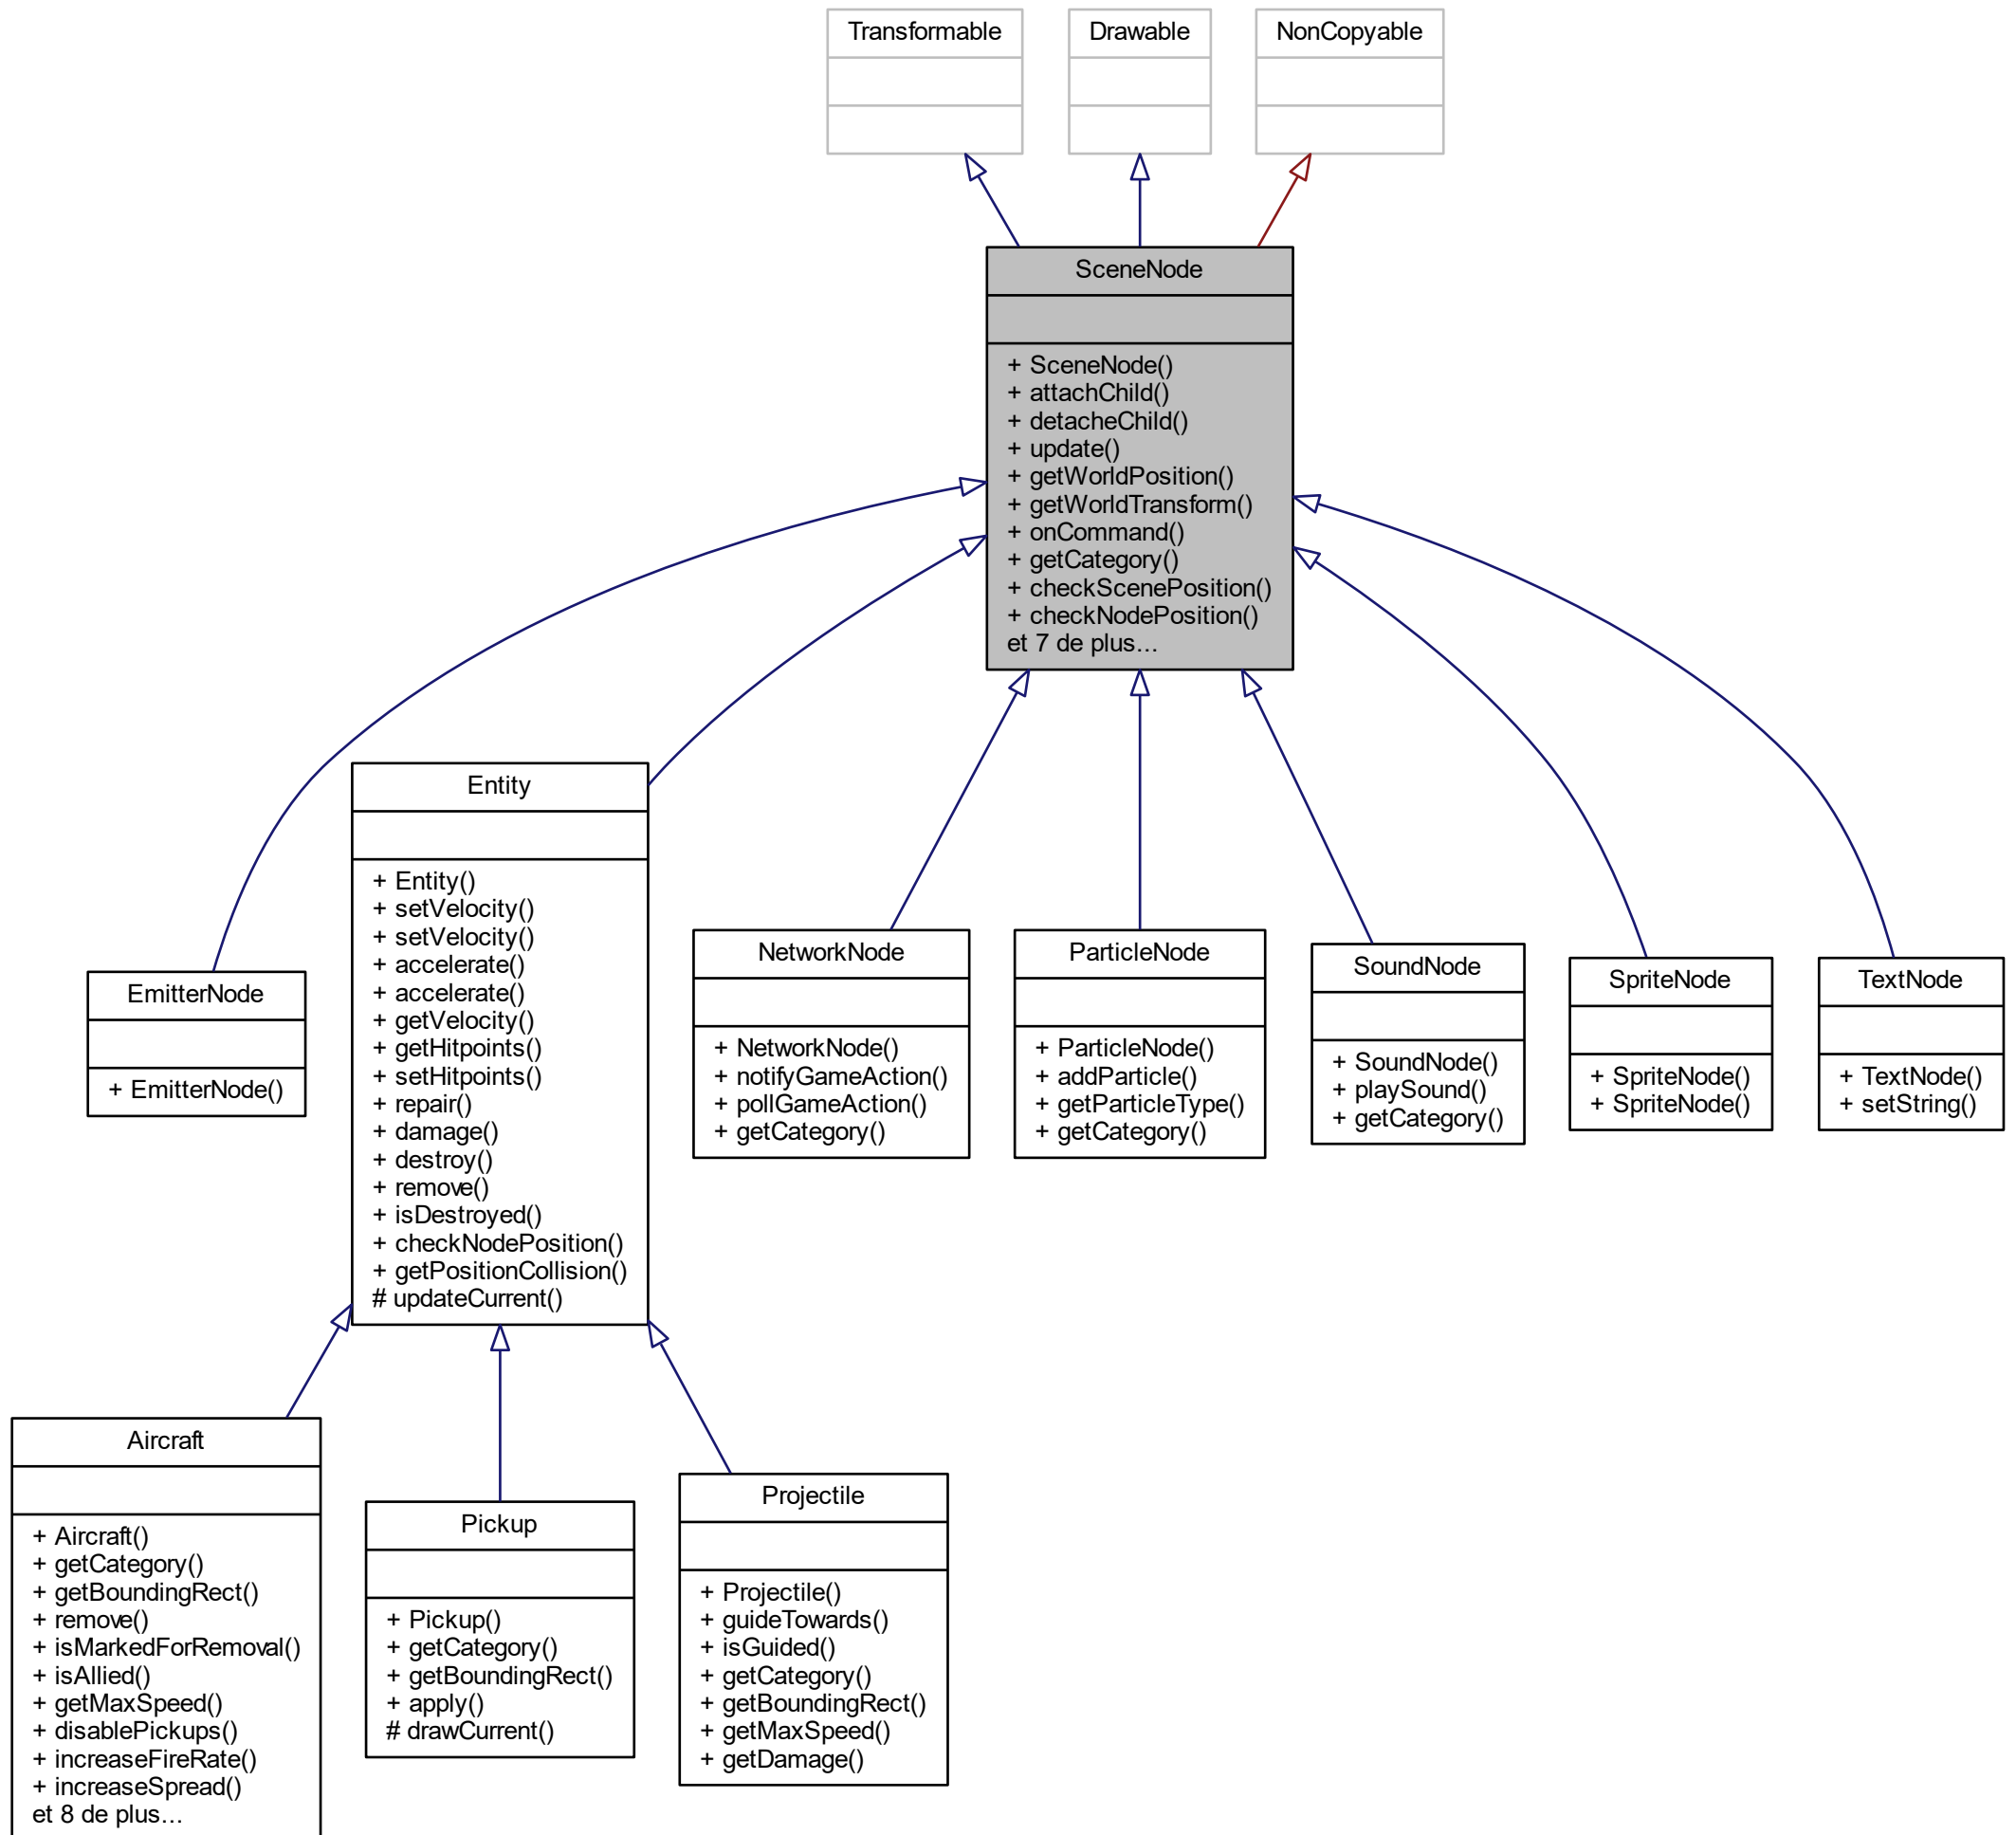 Transformable
Drawable
NonCopyable
SceneNode
+ SceneNode()
+ attachChild()
+ detacheChild()
+ update()
+ getWorldPosition()
+ getWorldTransform()
+ onCommand()
+ getCategory()
+ checkScenePosition()
+ checkNodePosition()
et 7 de plus...
Entity
+ Entity()
+ setVelocity()
+ setVelocity()
+ accelerate()
+ accelerate()
+ getVelocity()
+ getHitpoints()
+ setHitpoints()
+ repair()
+ damage()
+ destroy()
+ remove()
+ isDestroyed()
+ checkNodePosition()
+ getPositionCollision()
# updateCurrent()
EmitterNode
+ EmitterNode()
NetworkNode
+ NetworkNode()
+ notifyGameAction()
+ pollGameAction()
+ getCategory()
ParticleNode
+ ParticleNode()
+ addParticle()
+ getParticleType()
+ getCategory()
SoundNode
+ SoundNode()
+ playSound()
+ getCategory()
SpriteNode
+ SpriteNode()
+ SpriteNode()
TextNode
+ TextNode()
+ setString()
Aircraft
+ Aircraft()
+ getCategory()
+ getBoundingRect()
+ remove()
+ isMarkedForRemoval()
+ isAllied()
+ getMaxSpeed()
+ disablePickups()
+ increaseFireRate()
+ increaseSpread()
et 8 de plus...
Pickup
+ Pickup()
+ getCategory()
+ getBoundingRect()
+ apply()
# drawCurrent()
Projectile
+ Projectile()
+ guideTowards()
+ isGuided()
+ getCategory()
+ getBoundingRect()
+ getMaxSpeed()
+ getDamage()